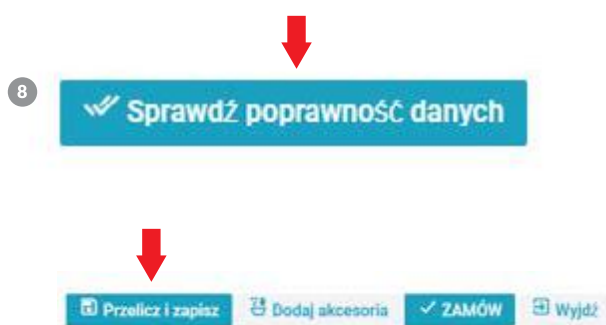 8
Sprawdź poprawność danych
Przelicz i zapisz Dodaj akcesoria ZAMÓW Wyjdź